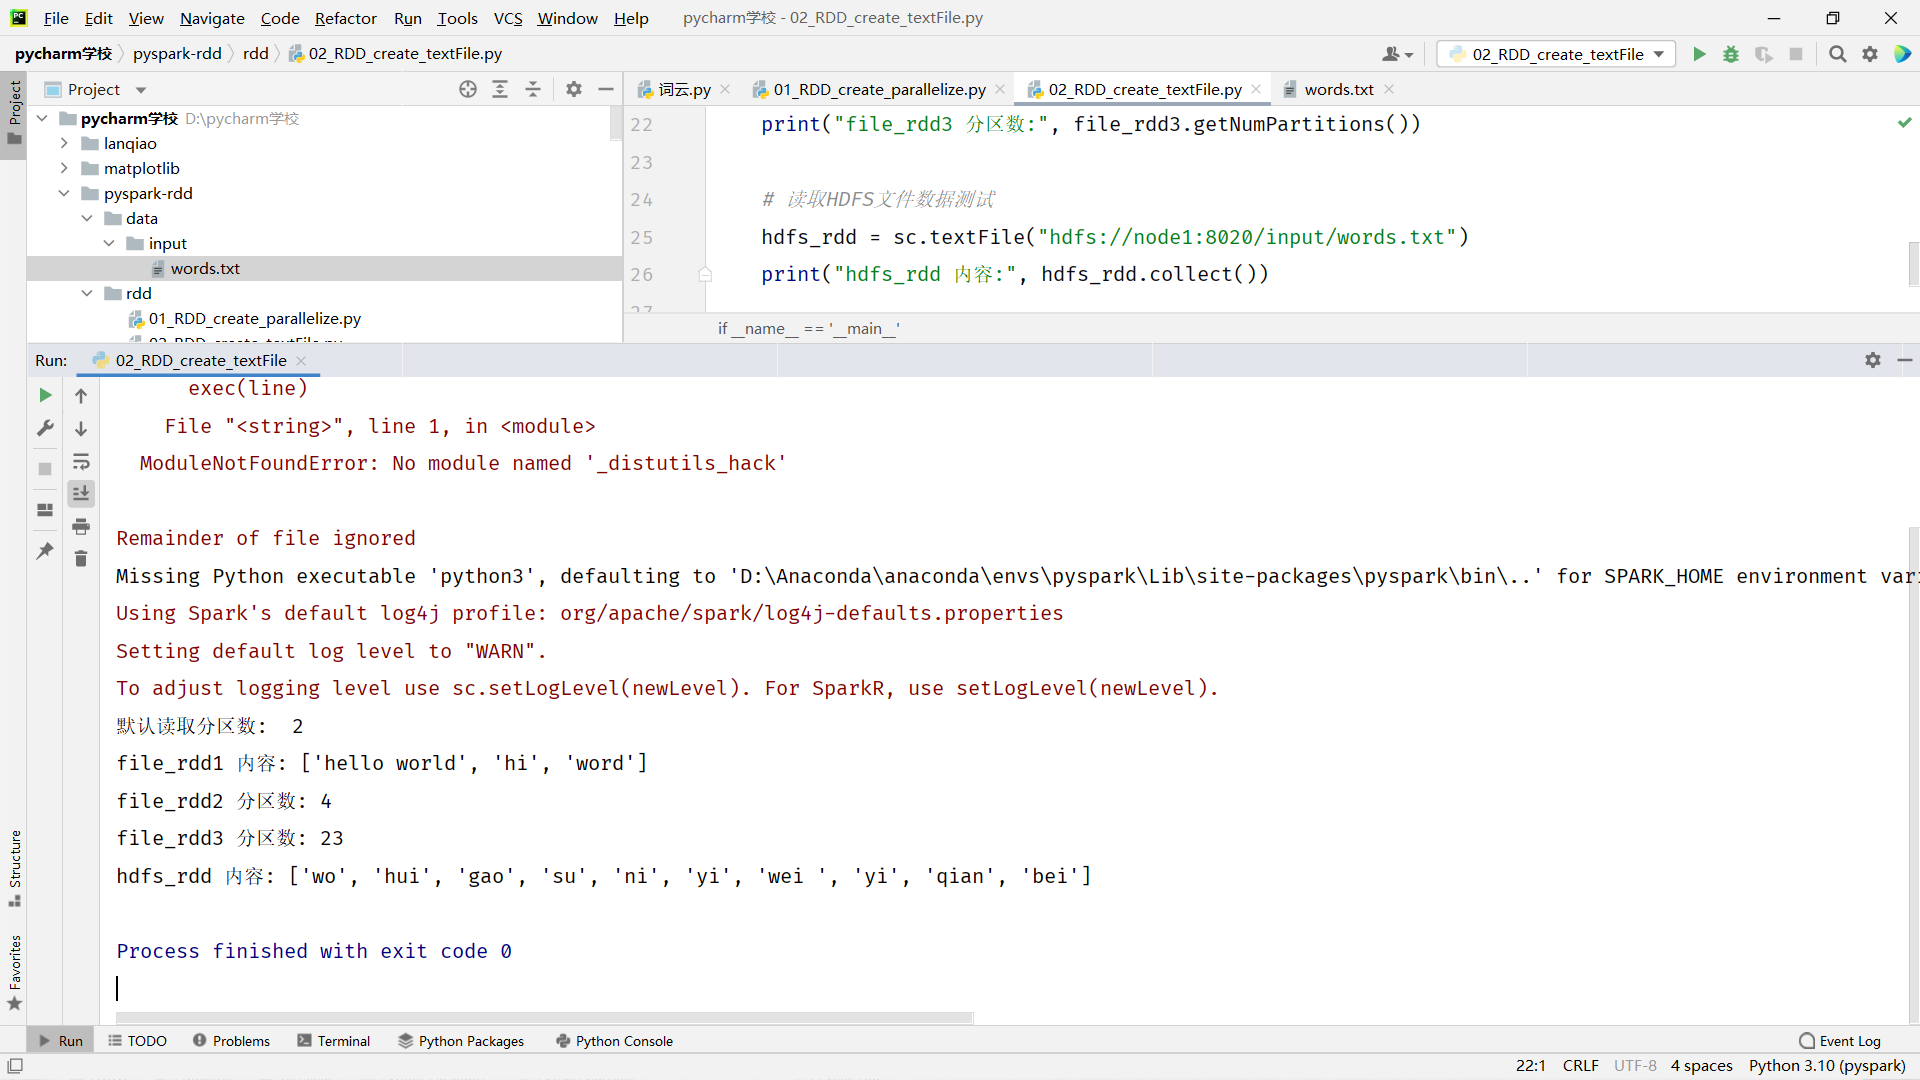 File Edit View Navigate Code Refactor Run Tools VCS Window Help pycharm学校 - 02_RDD_create_textFile.py
pycharm学校 pyspark-rdd rdd 02_RDD_create_textFile.py 02_RDD_create_textFile
Project
Project
词云.py 01_RDD_create_parallelize.py 02_RDD_create_textFile.py words.txt
pycharm学校 D:\pycharm学校
lanqiao
matplotlib
pyspark-rdd
data
input
words.txt
rdd
01_RDD_create_parallelize.py
22 print("file_rdd3 分区数:", file_rdd3.getNumPartitions())
23
24 # 读取HDFS文件数据测试
25 hdfs_rdd = sc.textFile("hdfs://node1:8020/input/words.txt")
26 print("hdfs_rdd 内容:", hdfs_rdd.collect())
27
if __name__ == '__main__'
Run: 02_RDD_create_textFile
exec(line)
File "<string>", line 1, in <module>
ModuleNotFoundError: No module named '_distutils_hack'
Remainder of file ignored
Missing Python executable 'python3', defaulting to 'D:\Anaconda\anaconda\envs\pyspark\Lib\site-packages\pyspark\bin\..' for SPARK_HOME environment vari
Using Spark's default log4j profile: org/apache/spark/log4j-defaults.properties
Setting default log level to "WARN".
To adjust logging level use sc.setLogLevel(newLevel). For SparkR, use setLogLevel(newLevel).
默认读取分区数: 2
file_rdd1 内容: ['hello world', 'hi', 'word']
file_rdd2 分区数: 4
file_rdd3 分区数: 23
hdfs_rdd 内容: ['wo', 'hui', 'gao', 'su', 'ni', 'yi', 'wei ', 'yi', 'qian', 'bei']
Process finished with exit code 0
Structure
Favorites
Run TODO Problems Terminal Python Packages Python Console Event Log
22:1 CRLF UTF-8 4 spaces Python 3.10 (pyspark)